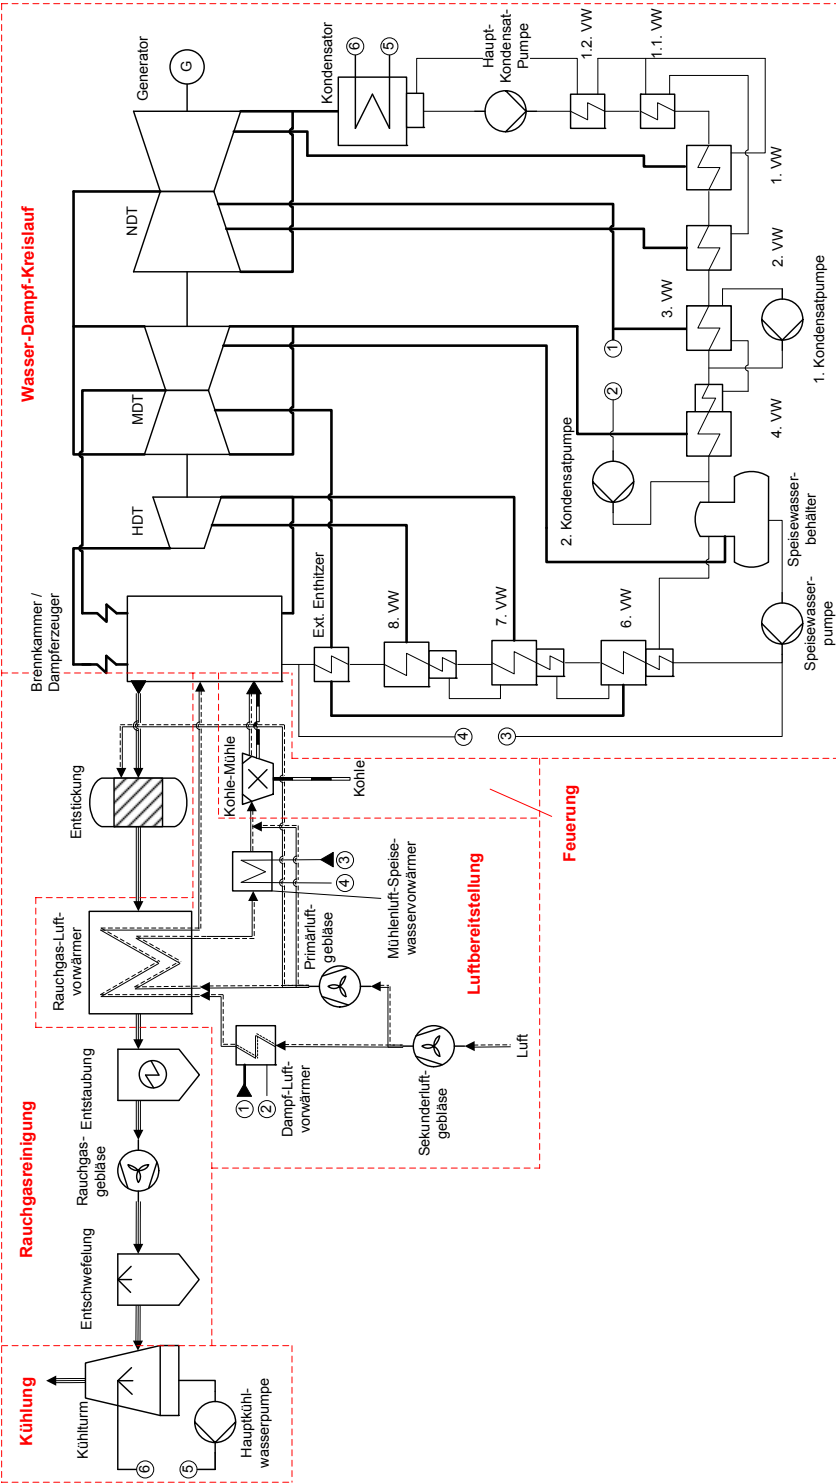 Kühlung
Rauchgasreinigung
Wasser-Dampf-Kreislauf
Luftbereitstellung
Feuerung
Kühlturm
6
5
Hauptkühl-
wasserpumpe
Entschwefelung
Rauchgas-
gebläse
Entstaubung
Rauchgas-Luft-
vorwärmer
Entstickung
1
2
Dampf-Luft-
vorwärmer
Sekunderluft-
gebläse
Luft
Primärluft-
gebläse
4
3
Mühlenluft-Speise-
wasservorwärmer
Kohle-Mühle
Kohle
Brennkammer /
Dampferzeuger
HDT
MDT
NDT
Generator
G
Kondensator
6
5
Haupt-
Kondensat-
Pumpe
1.2. VW
1.1. VW
1. VW
2. VW
3. VW
1
1. Kondensatpumpe
4. VW
2
2. Kondensatpumpe
Speisewasser-
behälter
Speisewasser-
pumpe
6. VW
7. VW
8. VW
Ext. Enthitzer
4
3